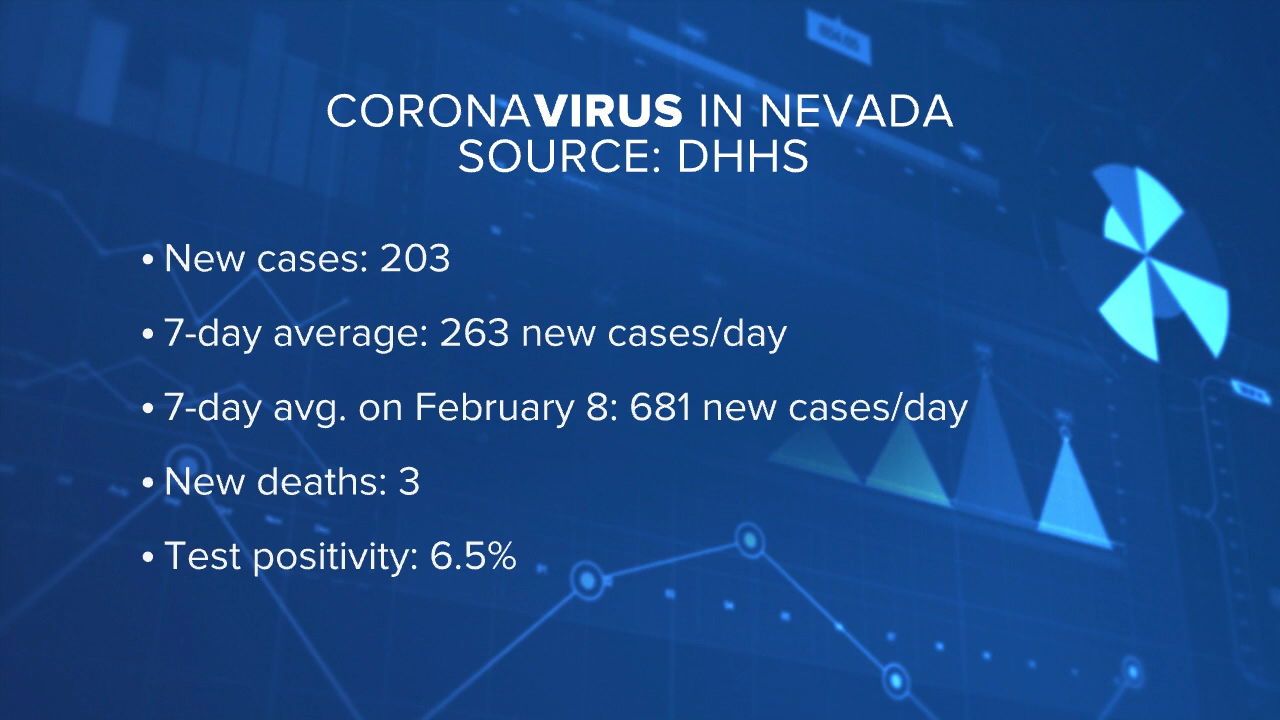 CORONAVIRUS IN NEVADA
SOURCE: DHHS
• New cases: 203
• 7-day average: 263 new cases/day
• 7-day avg. on February 8: 681 new cases/day
• New deaths: 3
• Test positivity: 6.5%